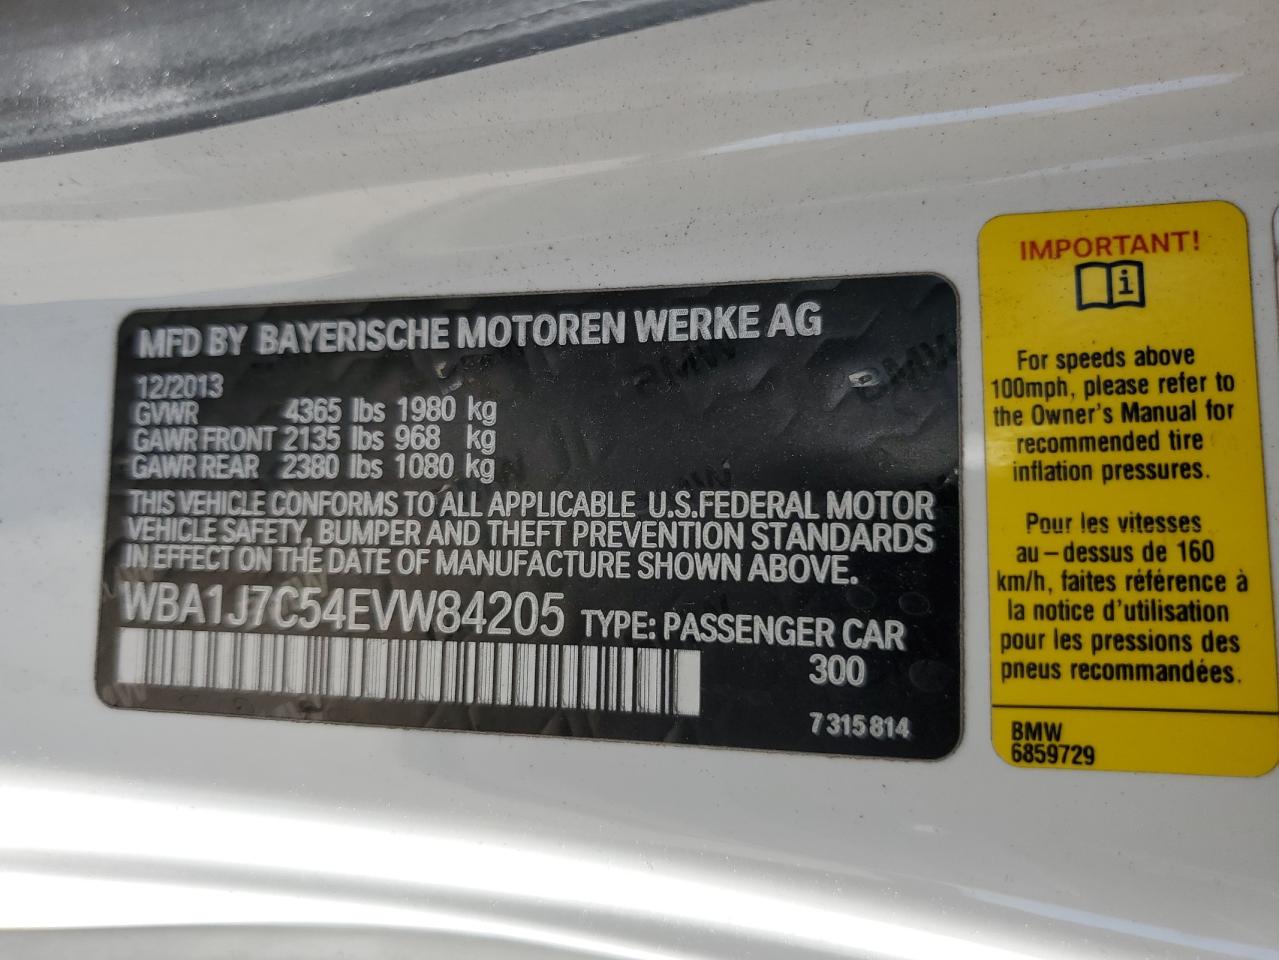 MFD BY BAYERISCHE MOTOREN WERKE AG
12/2013
GVWR 4365 lbs 1980 kg
GAWR FRONT 2135 lbs 968 kg
GAWR REAR 2380 lbs 1080 kg
THIS VEHICLE CONFORMS TO ALL APPLICABLE U.S.FEDERAL MOTOR
VEHICLE SAFETY, BUMPER AND THEFT PREVENTION STANDARDS
IN EFFECT ON THE DATE OF MANUFACTURE SHOWN ABOVE.
WBA1J7C54EVW84205 TYPE: PASSENGER CAR
300
7 315 814
IMPORTANT!
i
For speeds above
100mph, please refer to
the Owner's Manual for
recommended tire
inflation pressures.
Pour les vitesses
au-dessus de 160
km/h, faites référence à
la notice d'utilisation
pour les pressions des
pneus recommandées.
BMW
6859729